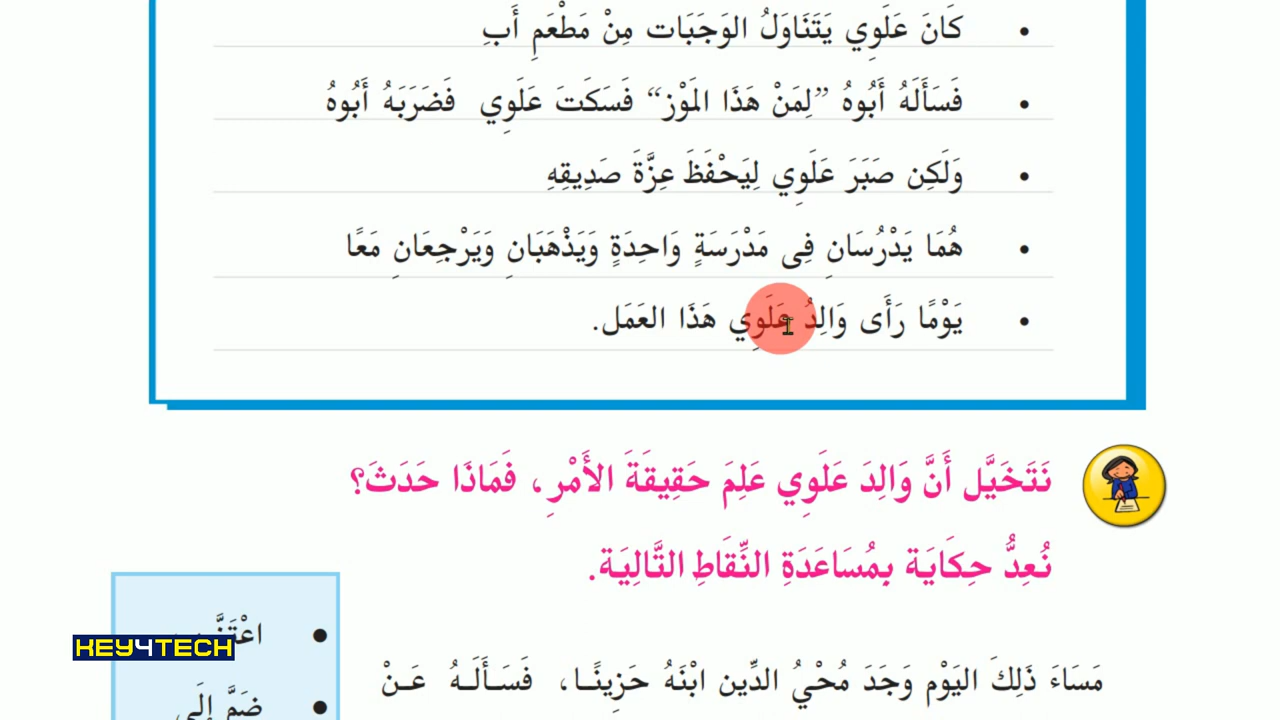 كَانَ عَلَوِي يَتَنَاوَلُ الوَجَبَات مِنْ مَطْعَمِ أَبِ
فَسَأَلَهُ أَبُوهُ ”لِمَنْ هَذَا المَوْز“ فَسَكَتَ عَلَوِي فَضَرَبَهُ أَبُوهُ
وَلَكِن صَبَرَ عَلَوِي لِيَحْفَظَ عِزَّةَ صَدِيقِهِ
هُمَا يَدْرُسَانِ فِى مَدْرَسَةٍ وَاحِدَةٍ وَيَذْهَبَانِ وَيَرْجِعَانِ مَعًا
يَوْمًا رَأَى وَالِدُ عَلَوِي هَذَا العَمَل.
نَتَخَيَّل أَنَّ وَالِدَ عَلَوِي عَلِمَ حَقِيقَةَ الأَمْرِ، فَمَاذَا حَدَثَ؟
نُعِدُّ حِكَايَة بِمُسَاعَدَةِ النِّقَاطِ التَّالِيَة.
KEY4TECH
مَسَاءَ ذَلِكَ اليَوْم وَجَدَ مُحْيُ الدِّين ابْنَهُ حَزِينًا، فَسَأَلَهُ عَنْ
ضَمَّ إِلَى